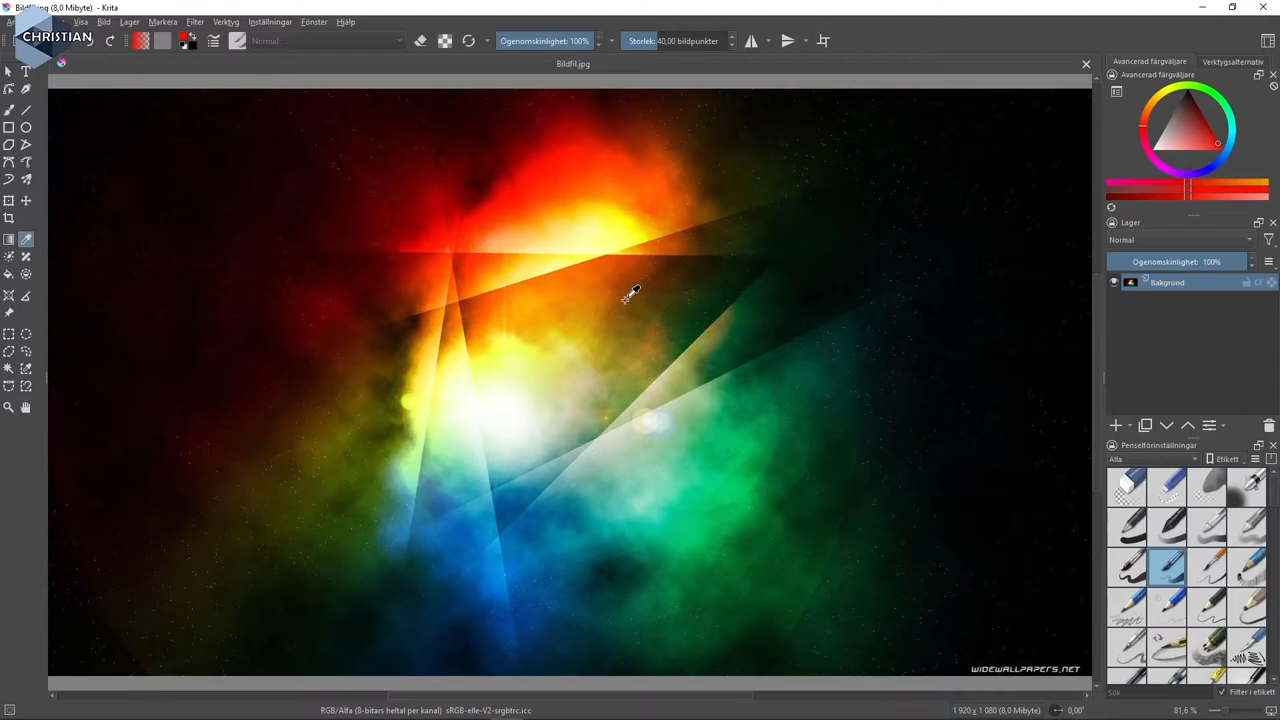 Bildfil.jpg (8,0 Mibyte) - Krita
CHRISTIAN
Visa Bild Lager Markera Filter Verktyg Inställningar Fönster Hjälp
Normal
Ogenomskinlighet: 100%
Storlek: 40,00 bildpunkter
Bildfil.jpg
Avancerad färgväljare Verktygsalternativ
Avancerad färgväljare
Lager
Normal
Ogenomskinlighet: 100%
Bakgrund
Penselförinställningar
Alla
Etikett
WIDEWALLPAPERS.NET
Sök
Filter i etikett
RGB/Alfa (8-bitars heltal per kanal) sRGB-elle-V2-srgbtrc.icc
1 920 x 1 080 (8,0 Mibyte)
0,00°
81,6 %